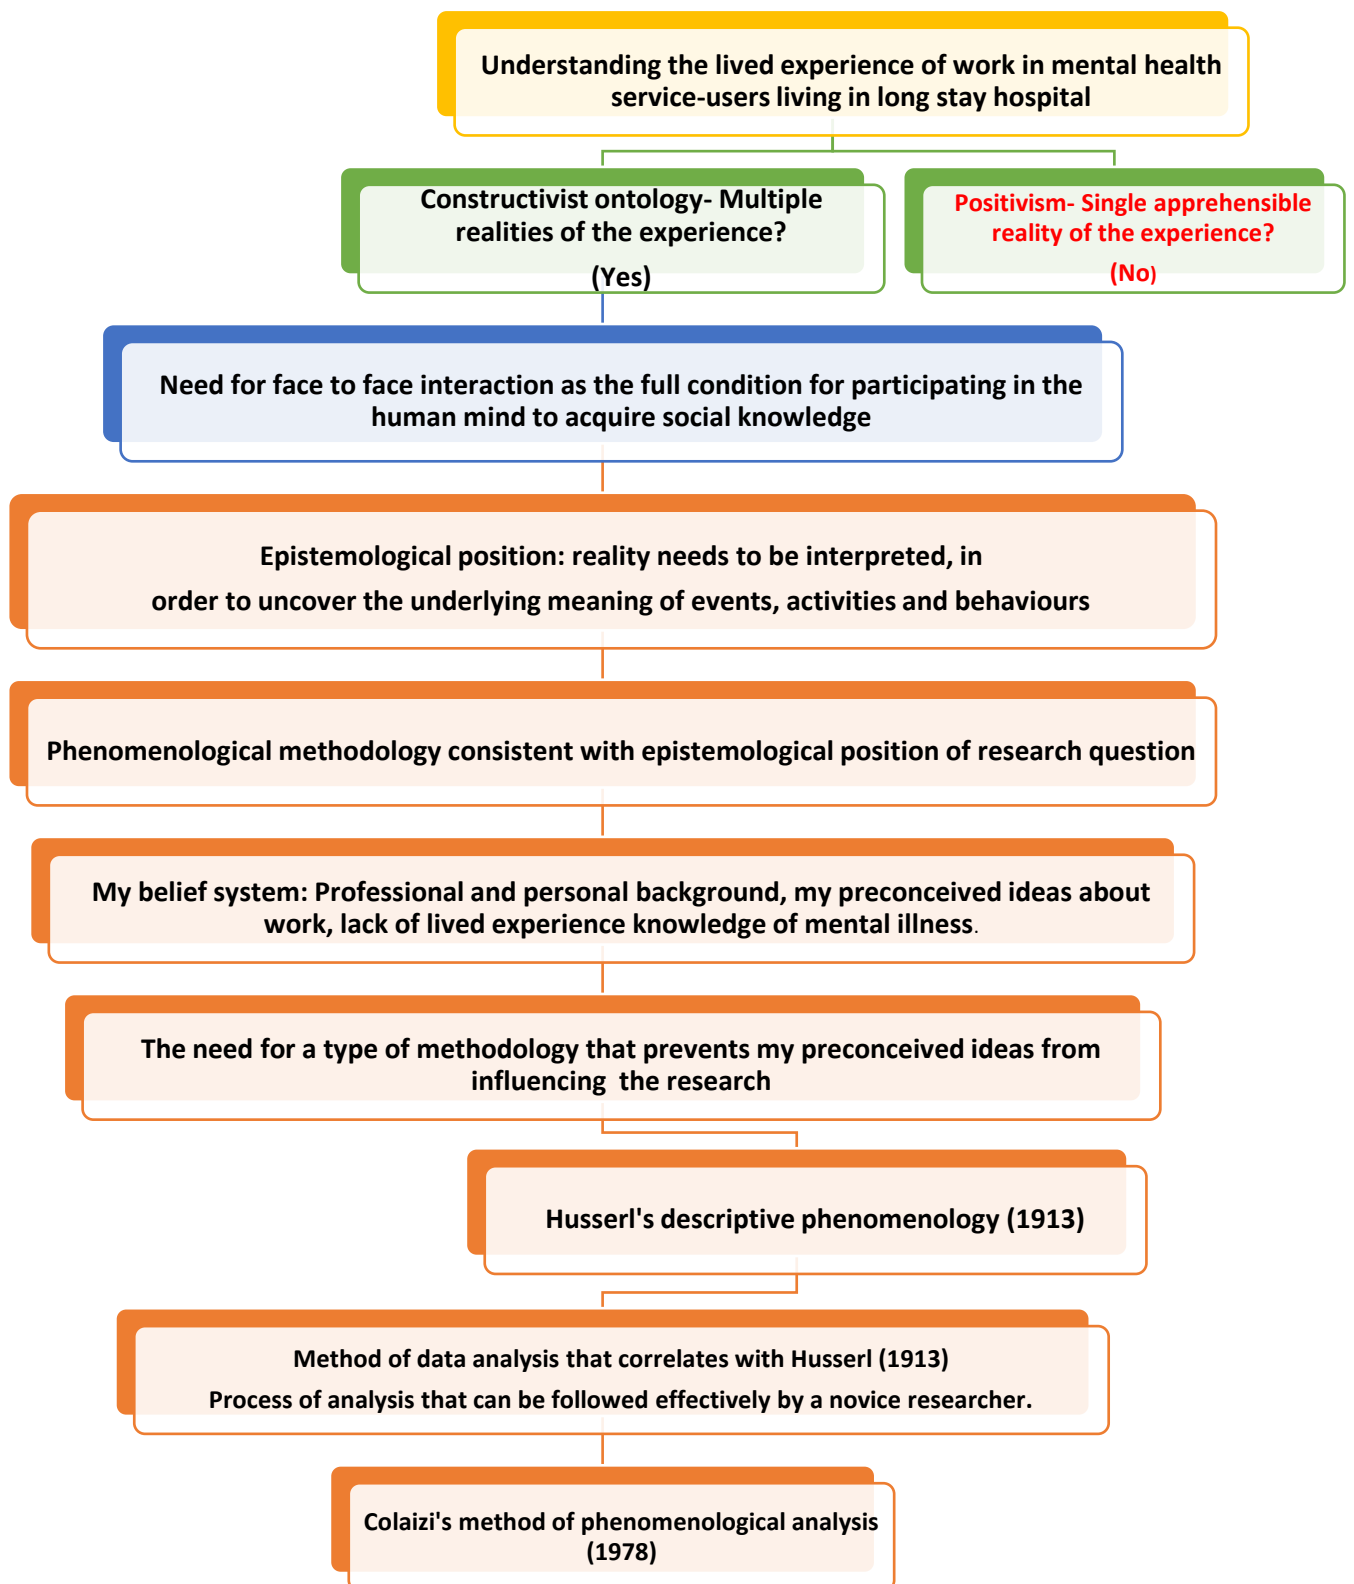 Understanding the lived experience of work in mental health
service-users living in long stay hospital
Constructivist ontology- Multiple
realities of the experience?
(Yes)
Positivism- Single apprehensible
reality of the experience?
(No)
Need for face to face interaction as the full condition for participating in the
human mind to acquire social knowledge
Epistemological position: reality needs to be interpreted, in
order to uncover the underlying meaning of events, activities and behaviours
Phenomenological methodology consistent with epistemological position of research question
My belief system: Professional and personal background, my preconceived ideas about
work, lack of lived experience knowledge of mental illness.
The need for a type of methodology that prevents my preconceived ideas from
influencing the research
Husserl's descriptive phenomenology (1913)
Method of data analysis that correlates with Husserl (1913)
Process of analysis that can be followed effectively by a novice researcher.
Colaizi's method of phenomenological analysis
(1978)